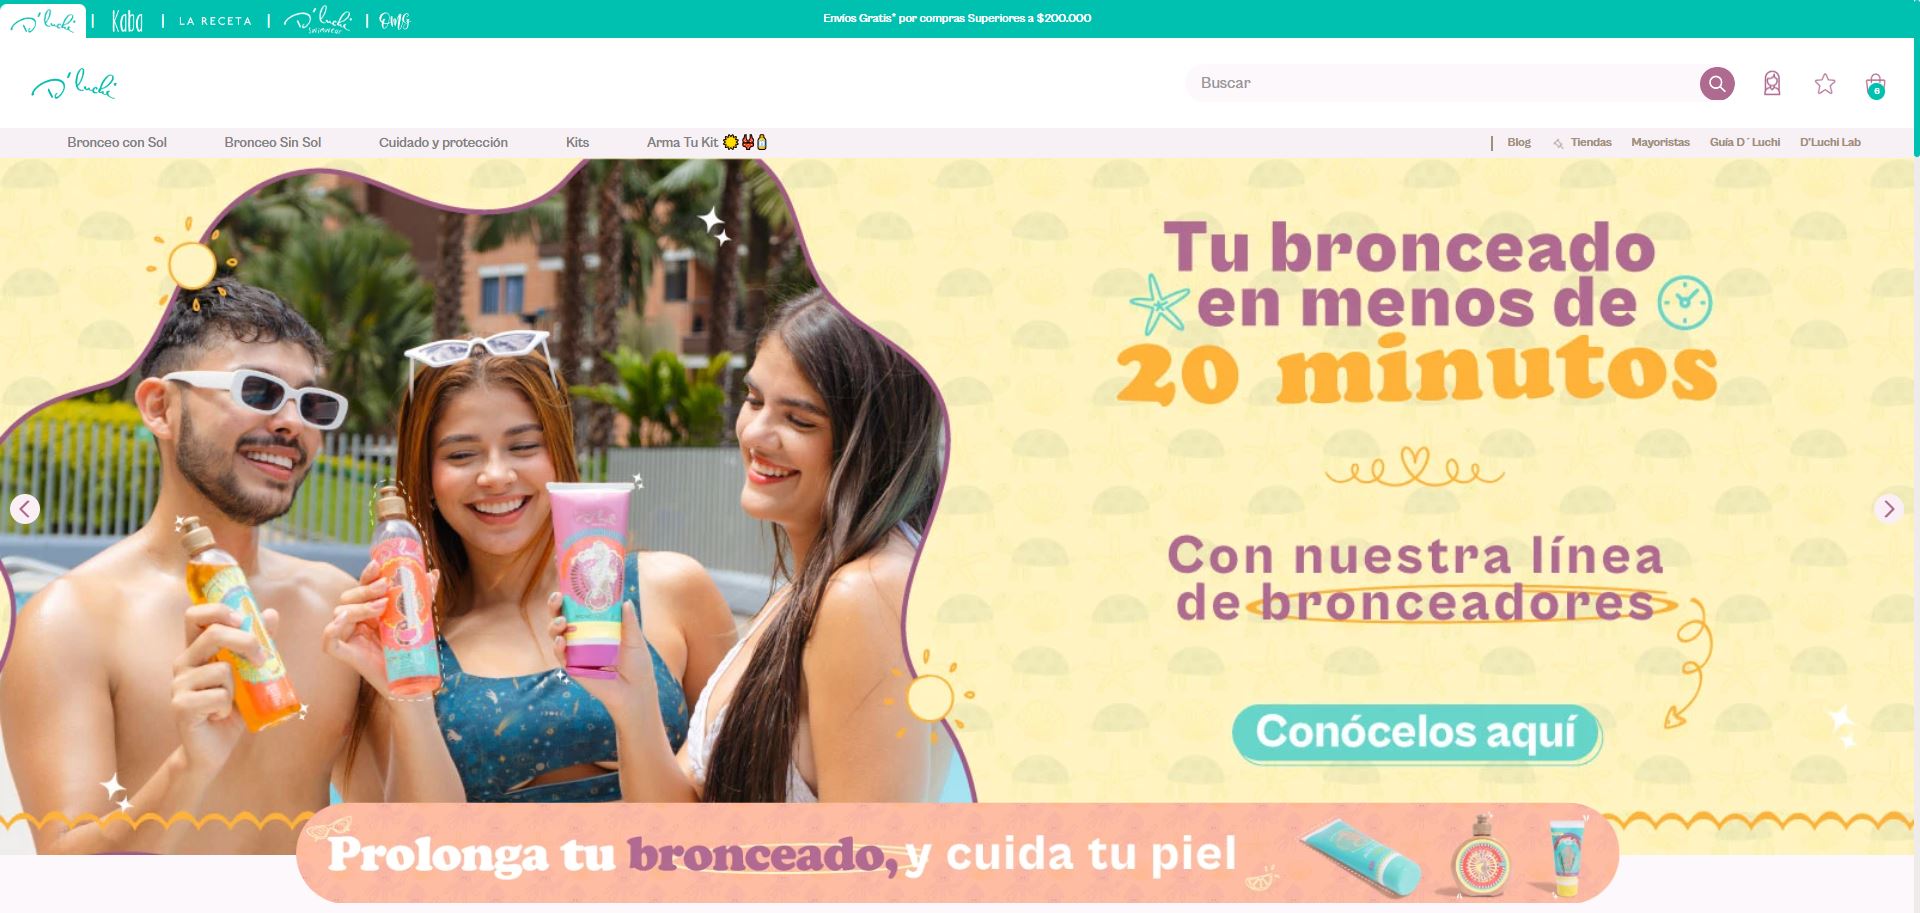 D'luchi
Kaba
LA RECETA
D'luchi
swimwear
OMG
Envíos Gratis* por compras Superiores a $200.000
D'luchi
Buscar
6
Bronceo con Sol
Bronceo Sin Sol
Cuidado y protección
Kits
Arma Tu Kit
Blog
Tiendas
Mayoristas
Guía D´Luchi
D'Luchi Lab
Tu bronceado
en menos de
20 minutos
Con nuestra línea
de bronceadores
Conócelos aquí
Prolonga tu bronceado, y cuida tu piel